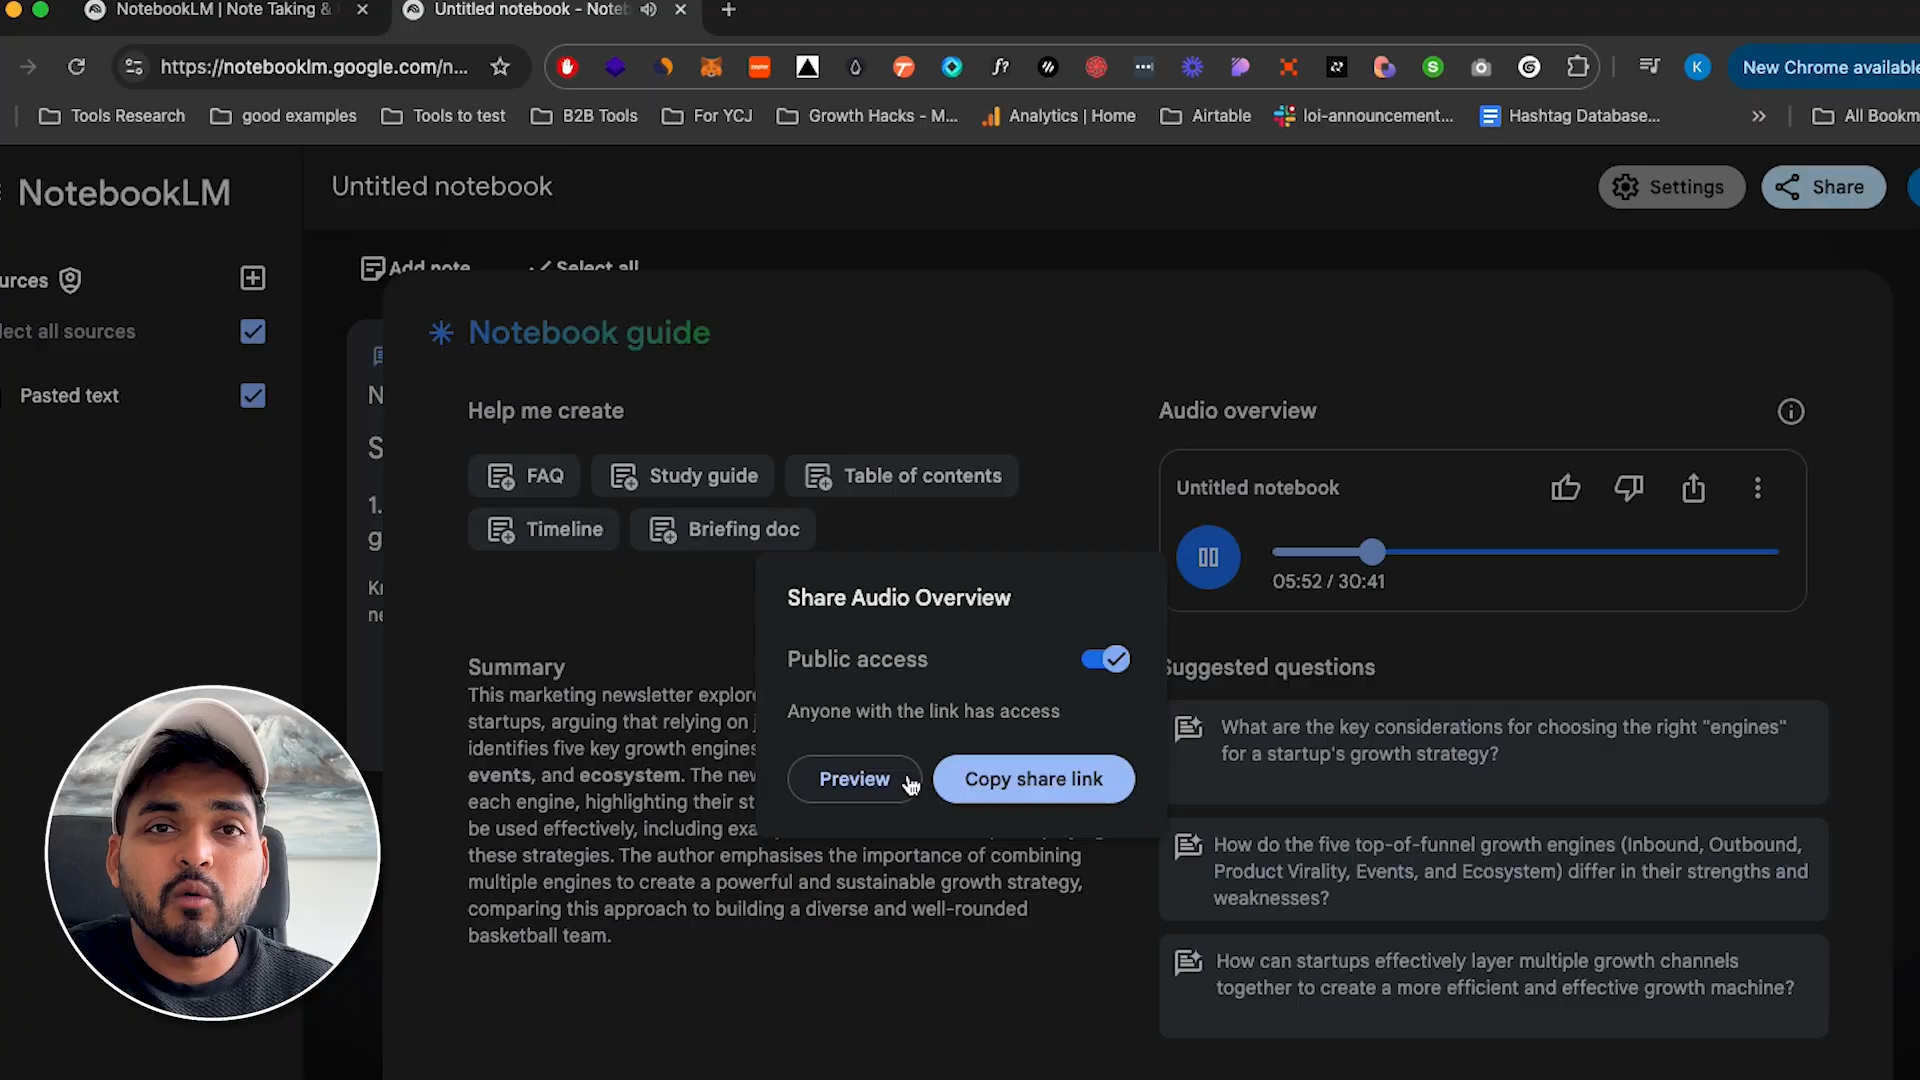 NotebookLM | Note Taking &
Untitled notebook - Noteb
https://notebooklm.google.com/n...
K
New Chrome available
Tools Research
good examples
Tools to test
B2B Tools
For YCJ
Growth Hacks - M...
Analytics | Home
Airtable
loi-announcement...
Hashtag Database...
All Bookm
NotebookLM
Untitled notebook
Settings
Share
urces
Add note
Select all
lect all sources
Pasted text
N
S
1.
g
Kr
ne
Notebook guide
Help me create
FAQ
Study guide
Table of contents
Timeline
Briefing doc
Audio overview
Untitled notebook
05:52 / 30:41
Share Audio Overview
Public access
Anyone with the link has access
Preview
Copy share link
Summary
This marketing newsletter explore
startups, arguing that relying on j
identifies five key growth engines
events, and ecosystem. The new
each engine, highlighting their st
be used effectively, including exa
these strategies. The author emphasises the importance of combining
multiple engines to create a powerful and sustainable growth strategy,
comparing this approach to building a diverse and well-rounded
basketball team.
Suggested questions
What are the key considerations for choosing the right "engines"
for a startup's growth strategy?
How do the five top-of-funnel growth engines (Inbound, Outbound,
Product Virality, Events, and Ecosystem) differ in their strengths and
weaknesses?
How can startups effectively layer multiple growth channels
together to create a more efficient and effective growth machine?